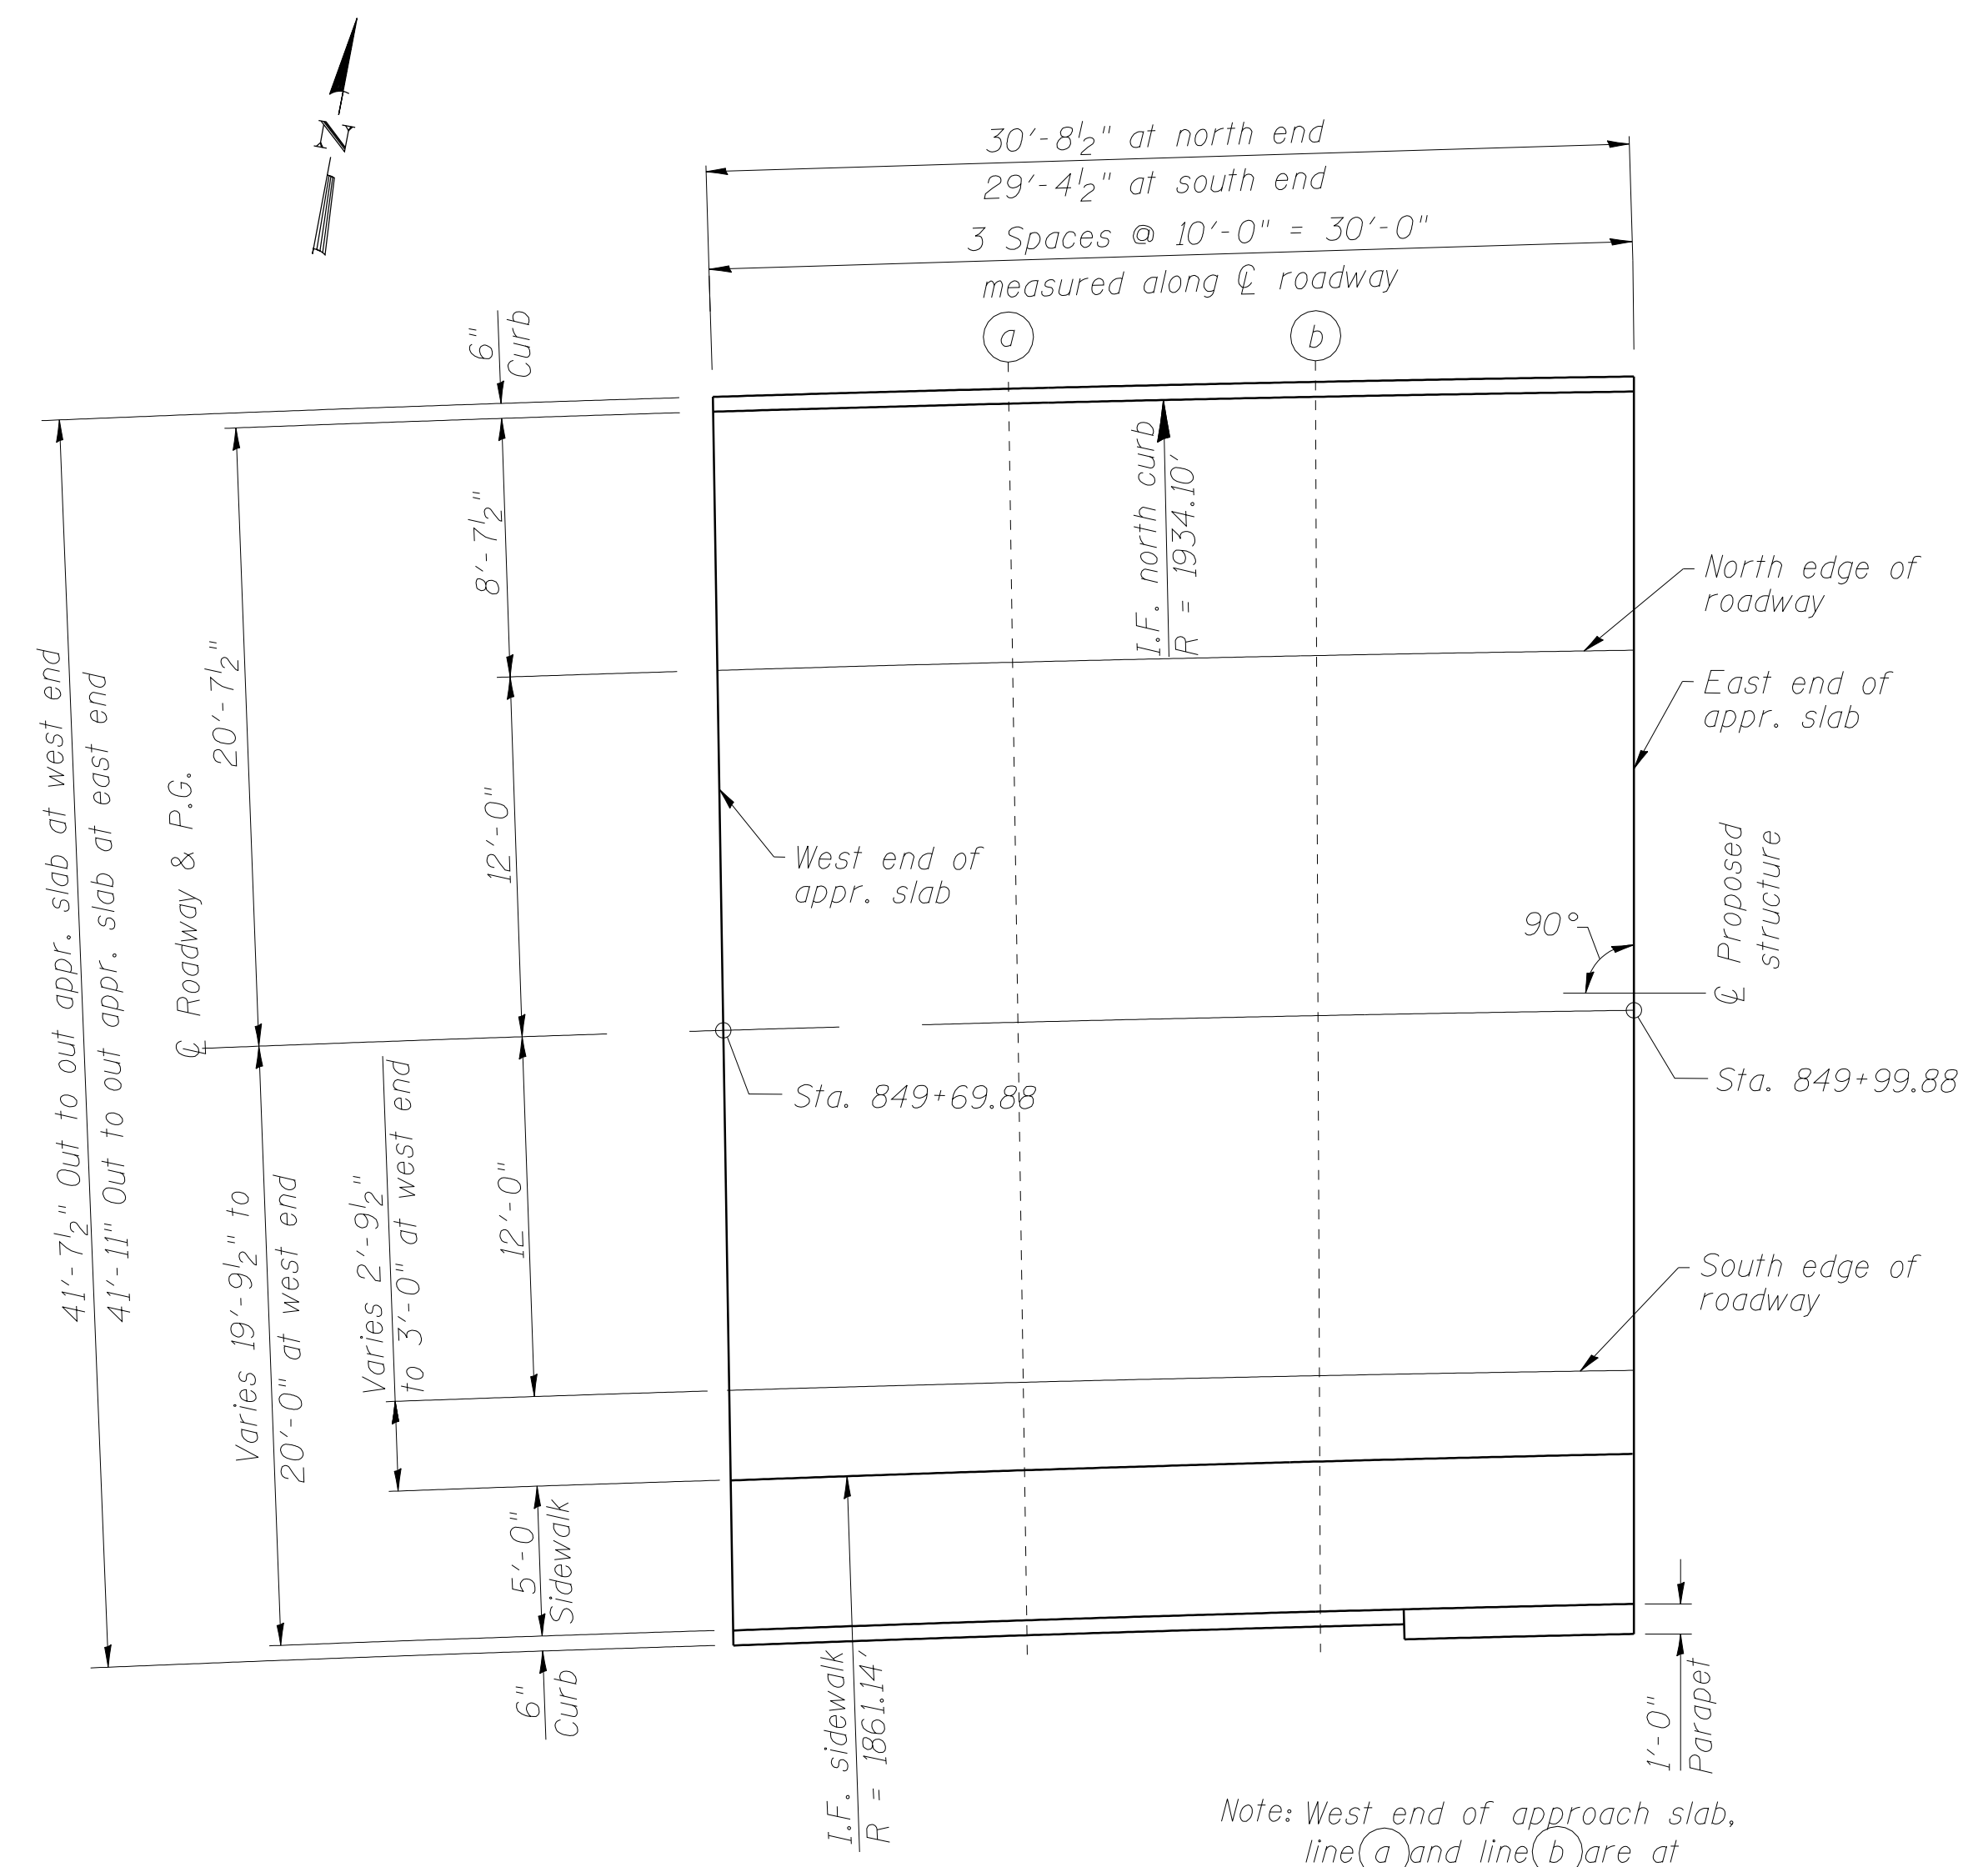 N
30'-8½" at north end
29'-4½" at south end
3 Spaces @ 10'-0" = 30'-0"
measured along ℄ roadway
a
b
6"
Curb
8'-7½"
20'-7½"
12'-0"
41'-7½" Out to out appr. slab at west end
41'-11" Out to out appr. slab at east end
℄ Roadway & P.G.
I.F. north curb
R = 1934.10'
North edge of
roadway
East end of
appr. slab
West end of
appr. slab
90°
℄ Proposed
structure
Sta. 849+69.88
Sta. 849+99.88
Varies 19'-9½" to
20'-0" at west end
Varies 2'-9½"
to 3'-0" at west end
12'-0"
South edge of
roadway
5'-0"
Sidewalk
6"
Curb
I.F. sidewalk
R = 1861.14'
1'-0"
Parapet
Note: West end of approach slab,
line a and line b are at